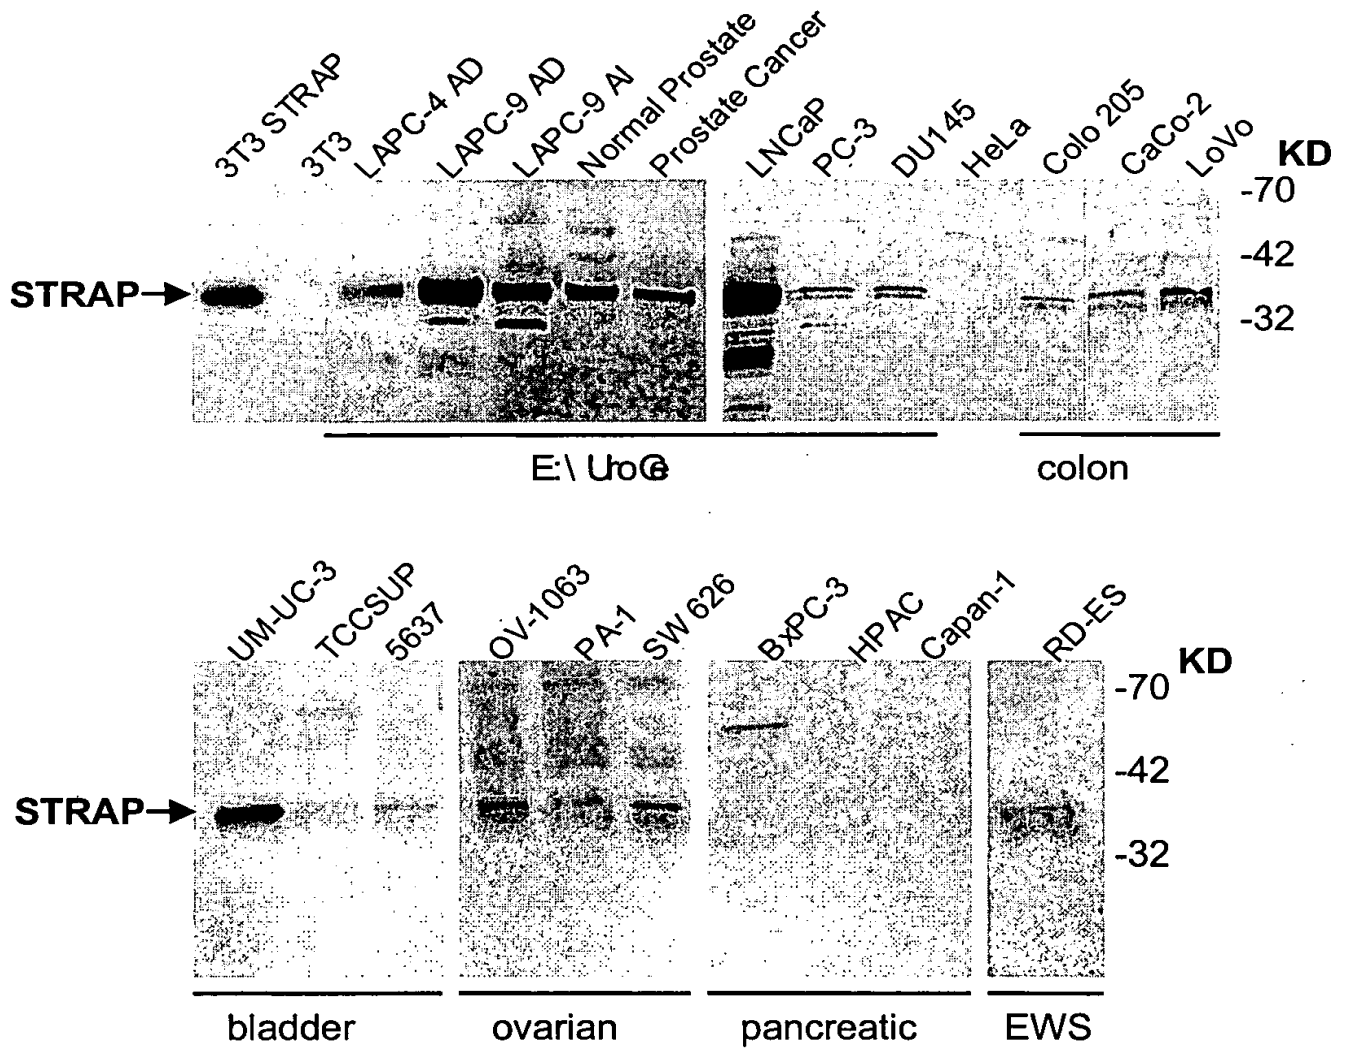 3T3 STRAP
3T3
LAPC-4 AD
LAPC-9 AD
LAPC-9 AI
Normal Prostate
Prostate Cancer
LNCaP
PC-3
DU145
HeLa
Colo 205
CaCo-2
LoVo
KD
-70
-42
STRAP
-32
colon
UM-UC-3
TCCSUP
5637
OV-1063
PA-1
SW 626
BxPC-3
HPAC
Capan-1
RD-ES
KD
-70
-42
STRAP
-32
bladder
ovarian
pancreatic
EWS